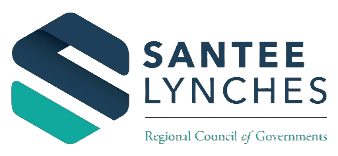 SANTEE
LYNCHES
Regional Council of Governments